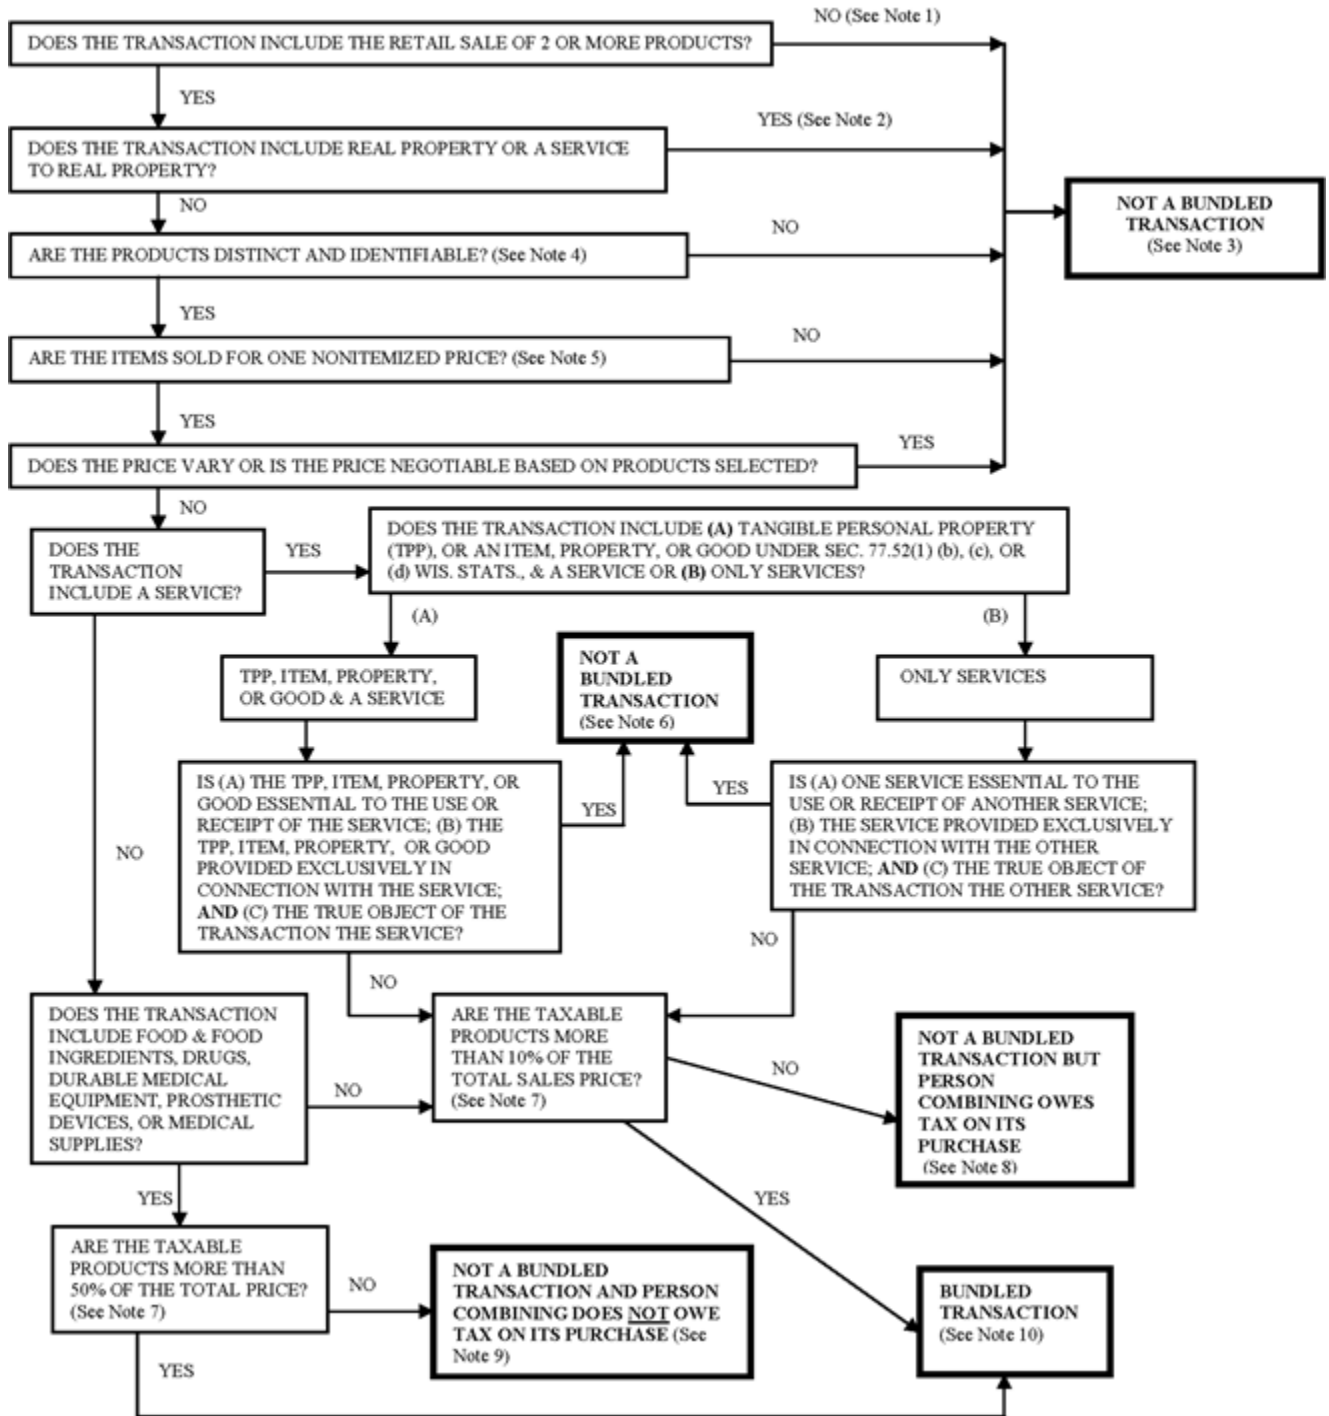 NO (See Note 1)
DOES THE TRANSACTION INCLUDE THE RETAIL SALE OF 2 OR MORE PRODUCTS?
YES
YES (See Note 2)
DOES THE TRANSACTION INCLUDE REAL PROPERTY OR A SERVICE
TO REAL PROPERTY?
NO
NOT A BUNDLED
TRANSACTION
(See Note 3)
NO
ARE THE PRODUCTS DISTINCT AND IDENTIFIABLE? (See Note 4)
YES
NO
ARE THE ITEMS SOLD FOR ONE NONITEMIZED PRICE? (See Note 5)
YES
YES
DOES THE PRICE VARY OR IS THE PRICE NEGOTIABLE BASED ON PRODUCTS SELECTED?
NO
DOES THE
TRANSACTION
INCLUDE A SERVICE?
YES
DOES THE TRANSACTION INCLUDE (A) TANGIBLE PERSONAL PROPERTY
(TPP), OR AN ITEM, PROPERTY, OR GOOD UNDER SEC. 77.52(1) (b), (c), OR
(d) WIS. STATS., & A SERVICE OR (B) ONLY SERVICES?
(A)
(B)
TPP, ITEM, PROPERTY,
OR GOOD & A SERVICE
NOT A
BUNDLED
TRANSACTION
(See Note 6)
ONLY SERVICES
IS (A) THE TPP, ITEM, PROPERTY, OR
GOOD ESSENTIAL TO THE USE OR
RECEIPT OF THE SERVICE; (B) THE
TPP, ITEM, PROPERTY, OR GOOD
PROVIDED EXCLUSIVELY IN
CONNECTION WITH THE SERVICE;
AND (C) THE TRUE OBJECT OF THE
TRANSACTION THE SERVICE?
YES
YES
IS (A) ONE SERVICE ESSENTIAL TO THE
USE OR RECEIPT OF ANOTHER SERVICE;
(B) THE SERVICE PROVIDED EXCLUSIVELY
IN CONNECTION WITH THE OTHER
SERVICE; AND (C) THE TRUE OBJECT OF
THE TRANSACTION THE OTHER SERVICE?
NO
NO
NO
DOES THE TRANSACTION
INCLUDE FOOD & FOOD
INGREDIENTS, DRUGS,
DURABLE MEDICAL
EQUIPMENT, PROSTHETIC
DEVICES, OR MEDICAL
SUPPLIES?
NO
ARE THE TAXABLE
PRODUCTS MORE
THAN 10% OF THE
TOTAL SALES PRICE?
(See Note 7)
NO
NOT A BUNDLED
TRANSACTION BUT
PERSON
COMBINING OWES
TAX ON ITS
PURCHASE
(See Note 8)
YES
YES
ARE THE TAXABLE
PRODUCTS MORE THAN
50% OF THE TOTAL PRICE?
(See Note 7)
NO
NOT A BUNDLED
TRANSACTION AND PERSON
COMBINING DOES NOT OWE
TAX ON ITS PURCHASE (See
Note 9)
BUNDLED
TRANSACTION
(See Note 10)
YES